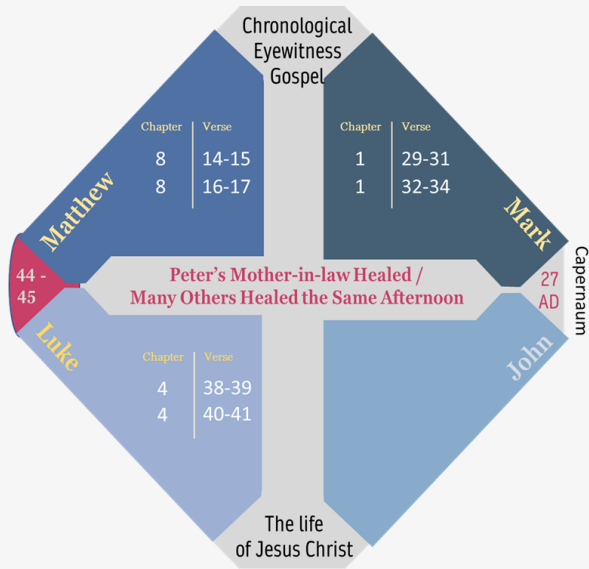 Chronological
Eyewitness
Gospel
Matthew
Chapter Verse
8 14-15
8 16-17
Mark
Chapter Verse
1 29-31
1 32-34
44 -
45
Peter's Mother-in-law Healed /
Many Others Healed the Same Afternoon
27
AD
Capernaum
Luke
Chapter Verse
4 38-39
4 40-41
John
The life
of Jesus Christ